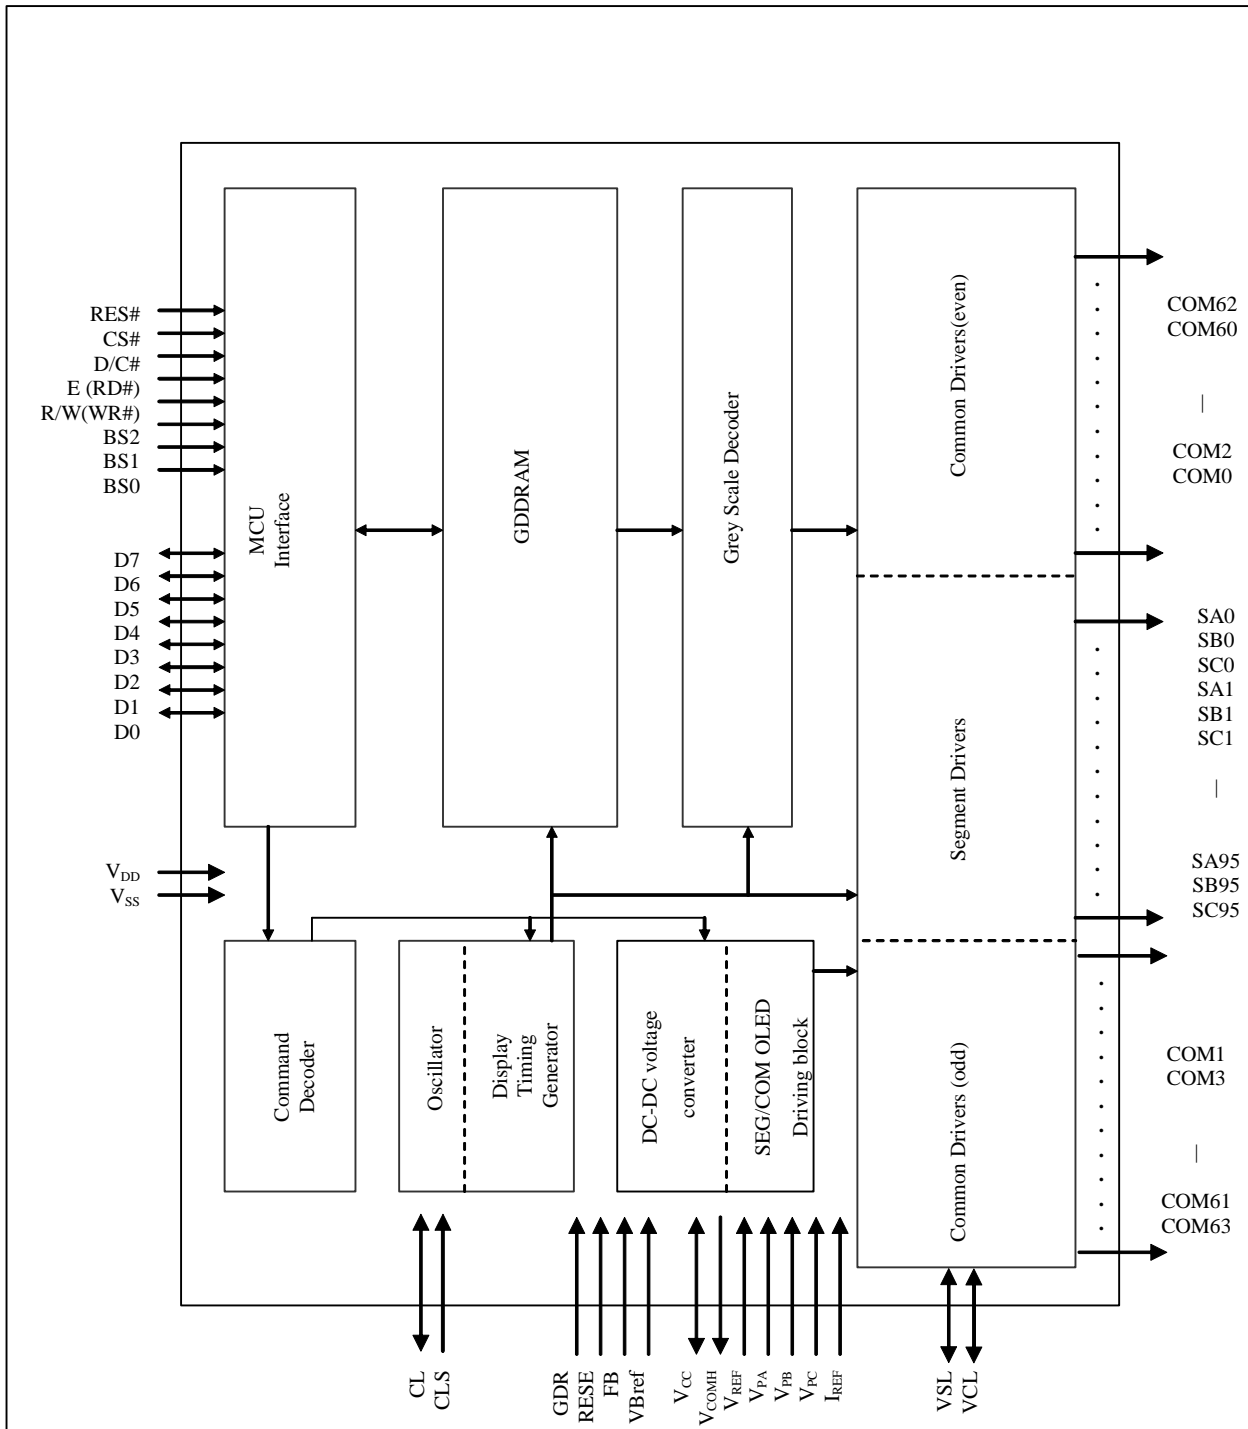 RES#
CS#
D/C#
E (RD#)
R/W(WR#)
BS2
BS1
BS0
D7
D6
D5
D4
D3
D2
D1
D0
V_DD
V_SS
MCU
Interface
GDDRAM
Grey Scale Decoder
Common Drivers(even)
Segment Drivers
Common Drivers (odd)
Command
Decoder
Oscillator
Display
Timing
Generator
DC-DC voltage
converter
SEG/COM OLED
Driving block
COM62
COM60
|
COM2
COM0
SA0
SB0
SC0
SA1
SB1
SC1
|
SA95
SB95
SC95
COM1
COM3
|
COM61
COM63
CL
CLS
GDR
RESE
FB
VBref
V_CC
V_COMH
V_REF
V_PA
V_PB
V_PC
I_REF
VSL
VCL